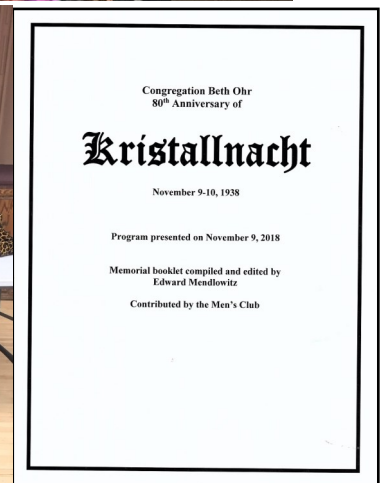 Congregation Beth Ohr
80th Anniversary of
Kristallnacht
November 9-10, 1938
Program presented on November 9, 2018
Memorial booklet compiled and edited by
Edward Mendlowitz
Contributed by the Men's Club